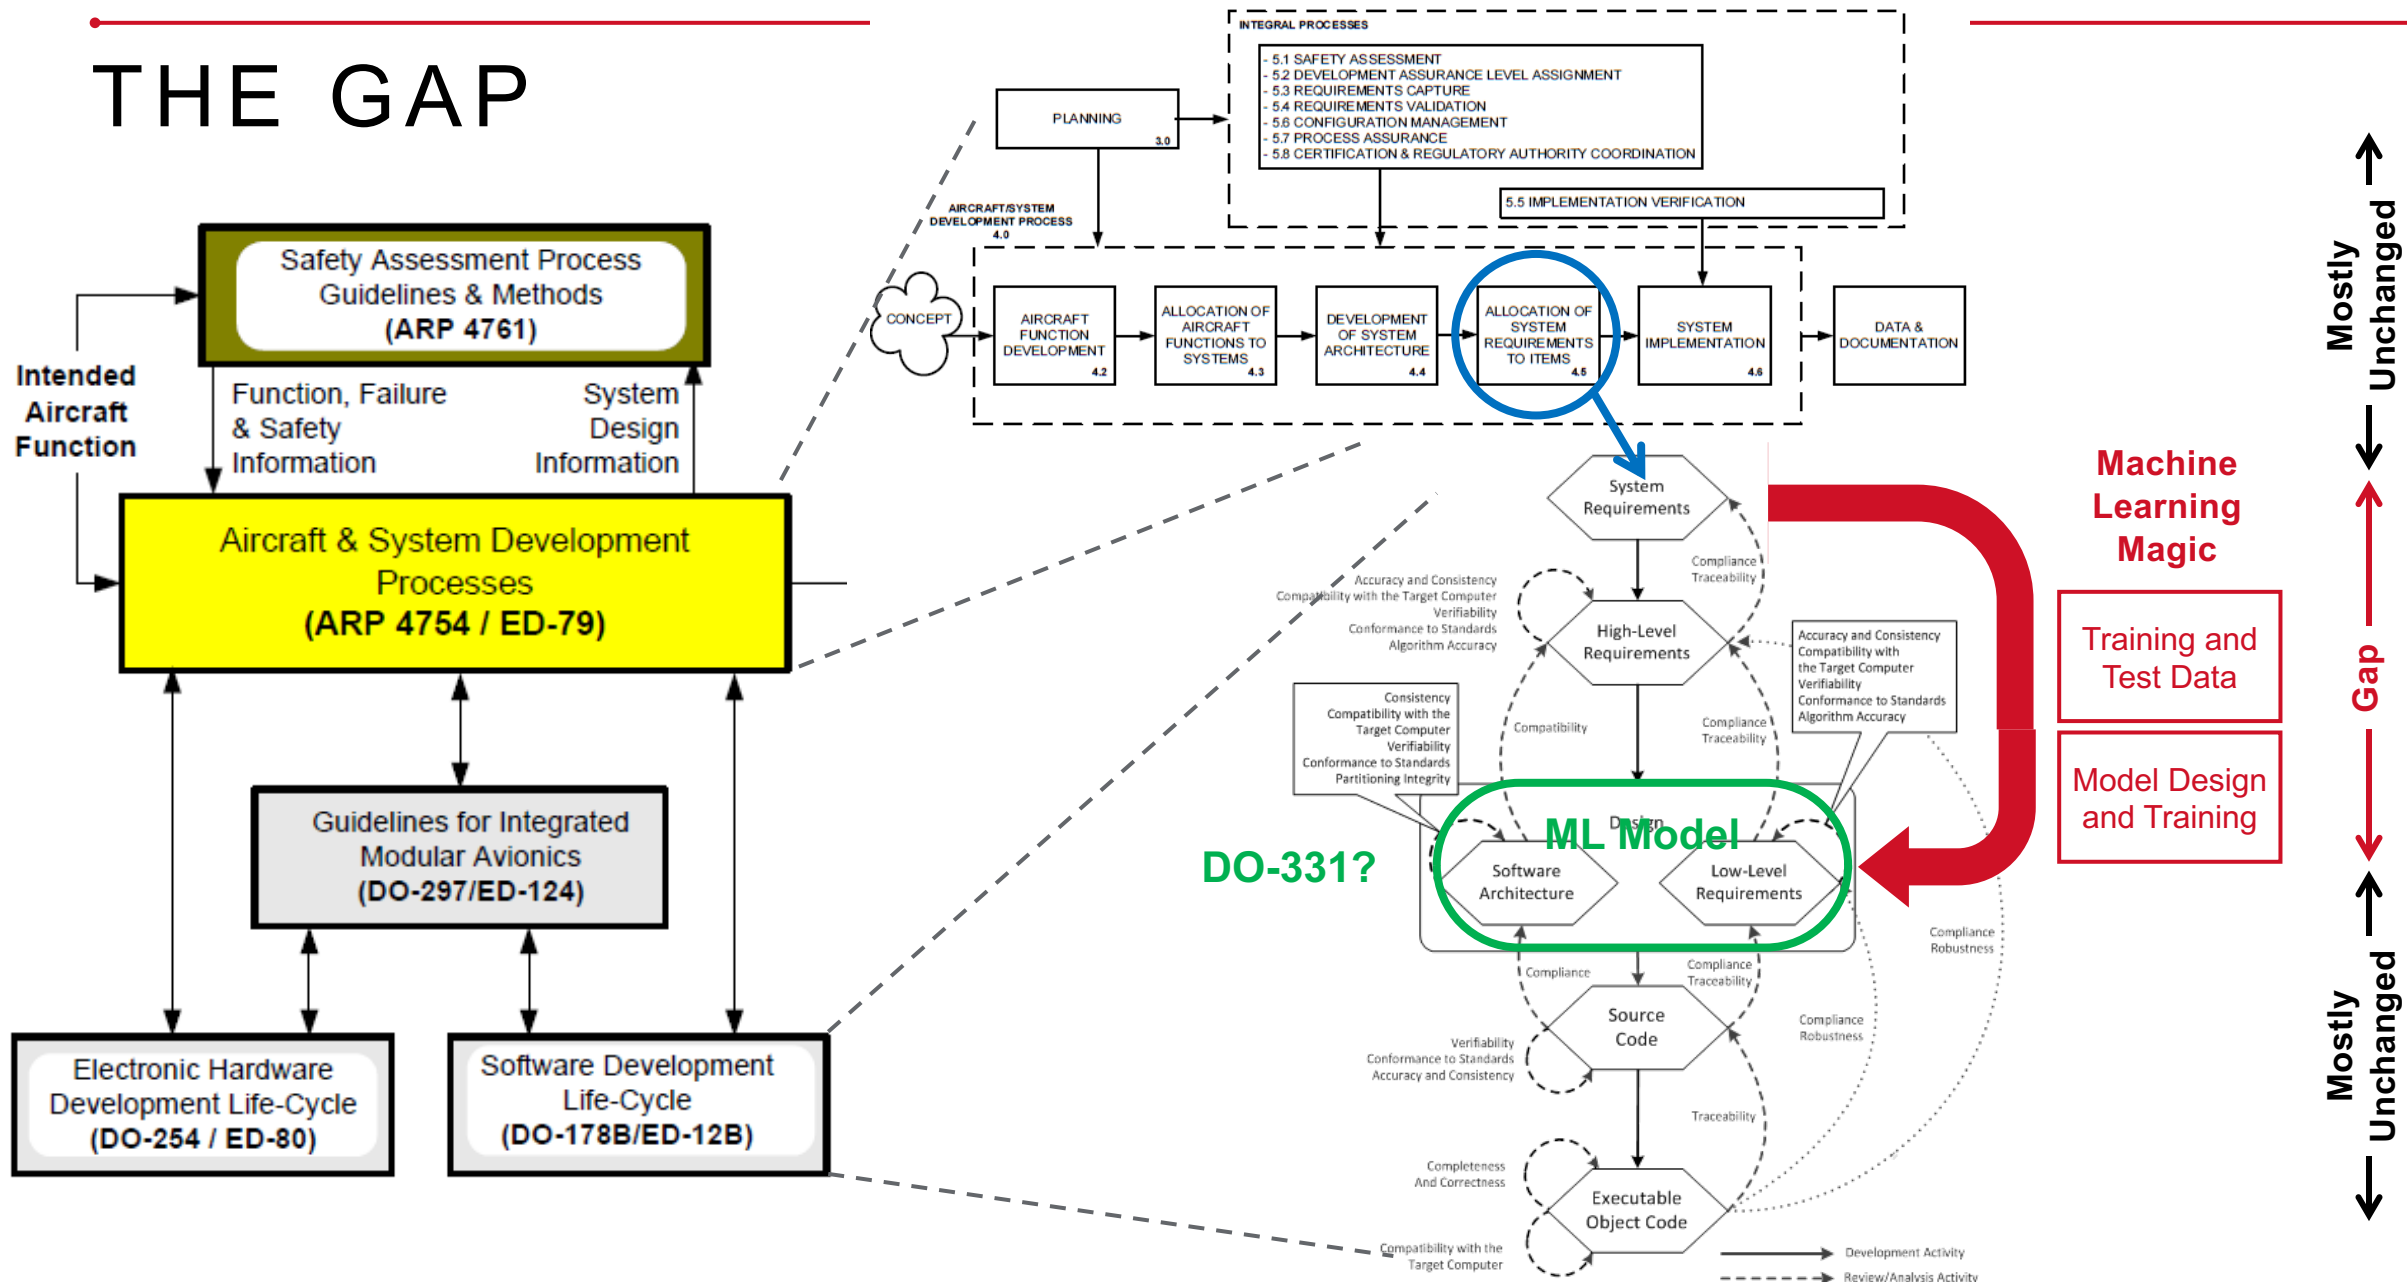 THE GAP
Safety Assessment Process
Guidelines & Methods
(ARP 4761)
Intended
Aircraft
Function
Function, Failure
& Safety
Information
System
Design
Information
Aircraft & System Development
Processes
(ARP 4754 / ED-79)
Guidelines for Integrated
Modular Avionics
(DO-297/ED-124)
Electronic Hardware
Development Life-Cycle
(DO-254 / ED-80)
Software Development
Life-Cycle
(DO-178B/ED-12B)
INTEGRAL PROCESSES
- 5.1 SAFETY ASSESSMENT
- 5.2 DEVELOPMENT ASSURANCE LEVEL ASSIGNMENT
- 5.3 REQUIREMENTS CAPTURE
- 5.4 REQUIREMENTS VALIDATION
- 5.6 CONFIGURATION MANAGEMENT
- 5.7 PROCESS ASSURANCE
- 5.8 CERTIFICATION & REGULATORY AUTHORITY COORDINATION
PLANNING
3.0
5.5 IMPLEMENTATION VERIFICATION
AIRCRAFT/SYSTEM
DEVELOPMENT PROCESS
4.0
CONCEPT
AIRCRAFT
FUNCTION
DEVELOPMENT
4.2
ALLOCATION OF
AIRCRAFT
FUNCTIONS TO
SYSTEMS
4.3
DEVELOPMENT
OF SYSTEM
ARCHITECTURE
4.4
ALLOCATION OF
SYSTEM
REQUIREMENTS
TO ITEMS
4.5
SYSTEM
IMPLEMENTATION
4.6
DATA &
DOCUMENTATION
System
Requirements
Compliance
Traceability
Accuracy and Consistency
Compatibility with the Target Computer
Verifiability
Conformance to Standards
Algorithm Accuracy
High-Level
Requirements
Accuracy and Consistency
Compatibility with
the Target Computer
Verifiability
Conformance to Standards
Algorithm Accuracy
Consistency
Compatibility with the
Target Computer
Verifiability
Conformance to Standards
Partitioning Integrity
Compatibility
Compliance
Traceability
Design
ML Model
DO-331?
Software
Architecture
Low-Level
Requirements
Compliance
Compliance
Traceability
Compliance
Robustness
Source
Code
Verifiability
Conformance to Standards
Accuracy and Consistency
Compliance
Robustness
Traceability
Completeness
And Correctness
Executable
Object Code
Compatibility with the
Target Computer
Development Activity
Review/Analysis Activity
Machine
Learning
Magic
Training and
Test Data
Model Design
and Training
Mostly
Unchanged
Gap
Mostly
Unchanged